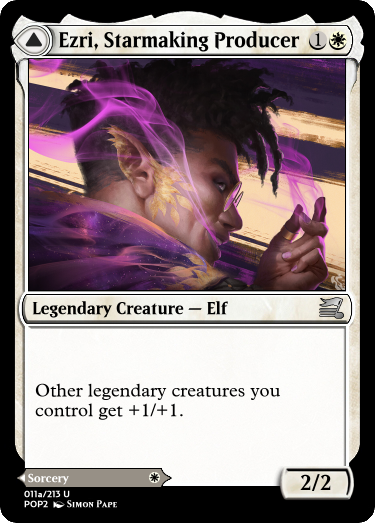 Ezri, Starmaking Producer 1
Legendary Creature — Elf
Other legendary creatures you
control get +1/+1.
Sorcery
2/2
011a/213 U
POP2 Simon Pape